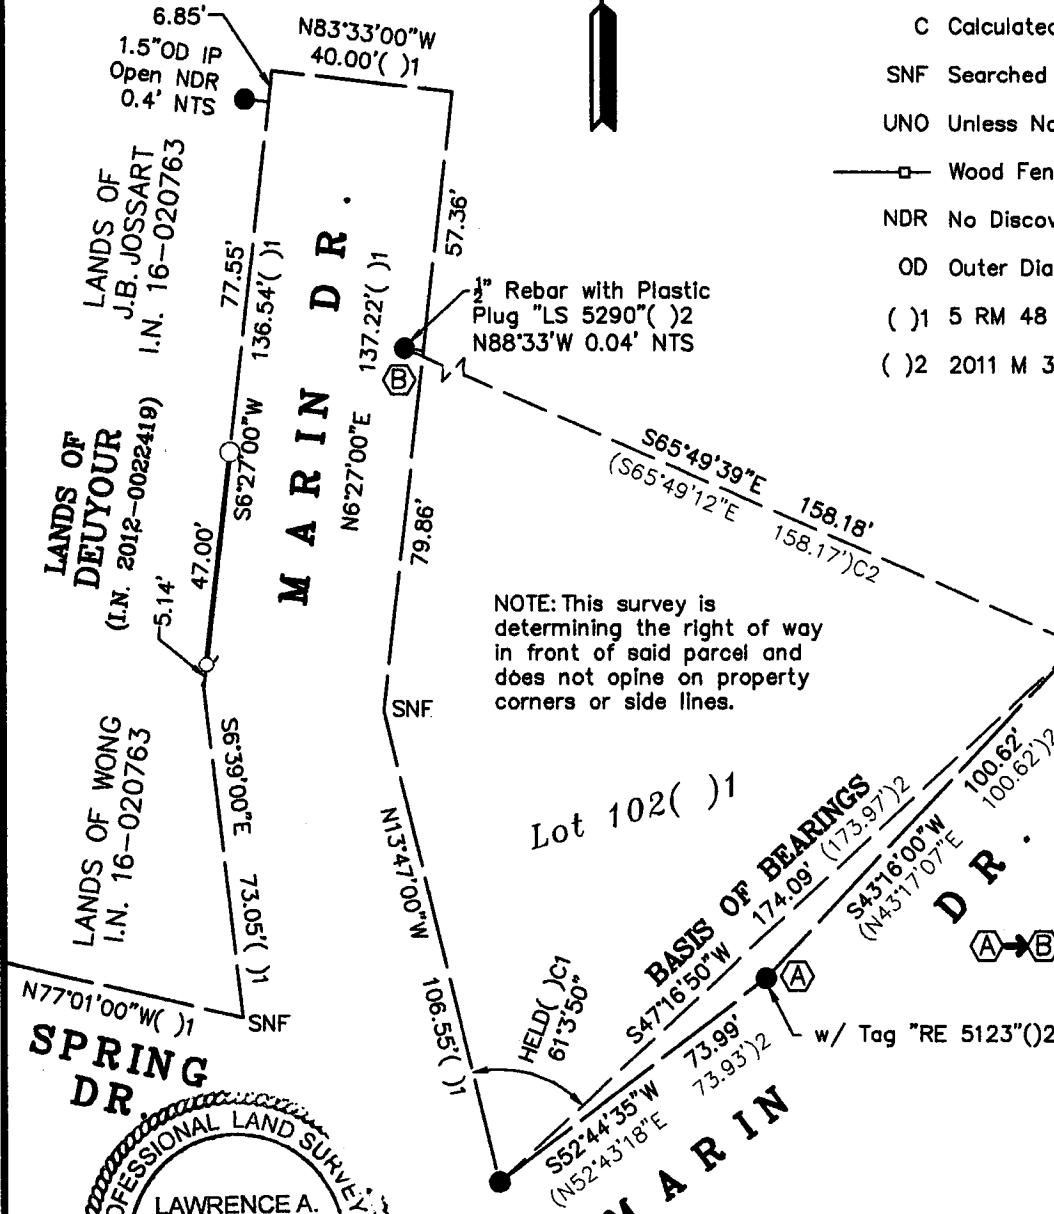 6.85'
N83°33'00"W
40.00'( )1
1.5"OD IP
Open NDR
0.4' NTS
C Calculated
SNF Searched
UNO Unless No
Wood Fen
NDR No Discov
OD Outer Dia
( )1 5 RM 48
( )2 2011 M 3
LANDS OF
J.B. JOSSART
I.N. 16-020763
77.55'
136.54'( )1
S6°27'00"W
MARIN DR.
137.22'( )1
N6°27'00"E
57.36'
½" Rebar with Plastic
Plug "LS 5290"( )2
N88°33'W 0.04' NTS
B
79.86'
S65°49'39"E 158.18'
(S65°49'12"E 158.17')C2
LANDS OF
DEUYOUR
(I.N. 2012-0022419)
47.00'
5.14'
NOTE: This survey is
determining the right of way
in front of said parcel and
does not opine on property
corners or side lines.
SNF
LANDS OF WONG
I.N. 16-020763
S6°39'00"E 73.05'( )1
N13°47'00"W 106.55'( )1
Lot 102( )1
BASIS OF BEARINGS
S47°16'50"W 174.09' (173.97')2
100.62'
100.62')2
S43°16'00"W
(N43°17'07"E
DR.
A
A B
w/ Tag "RE 5123"()2
HELD( )C1
61°3'50"
73.99'
73.93')2
S52°44'35"W
(N52°43'18"E
MARIN
N77°01'00"W( )1
SNF
SPRING
DR.
OFESSIONAL LAND SURVEY
LAWRENCE A.